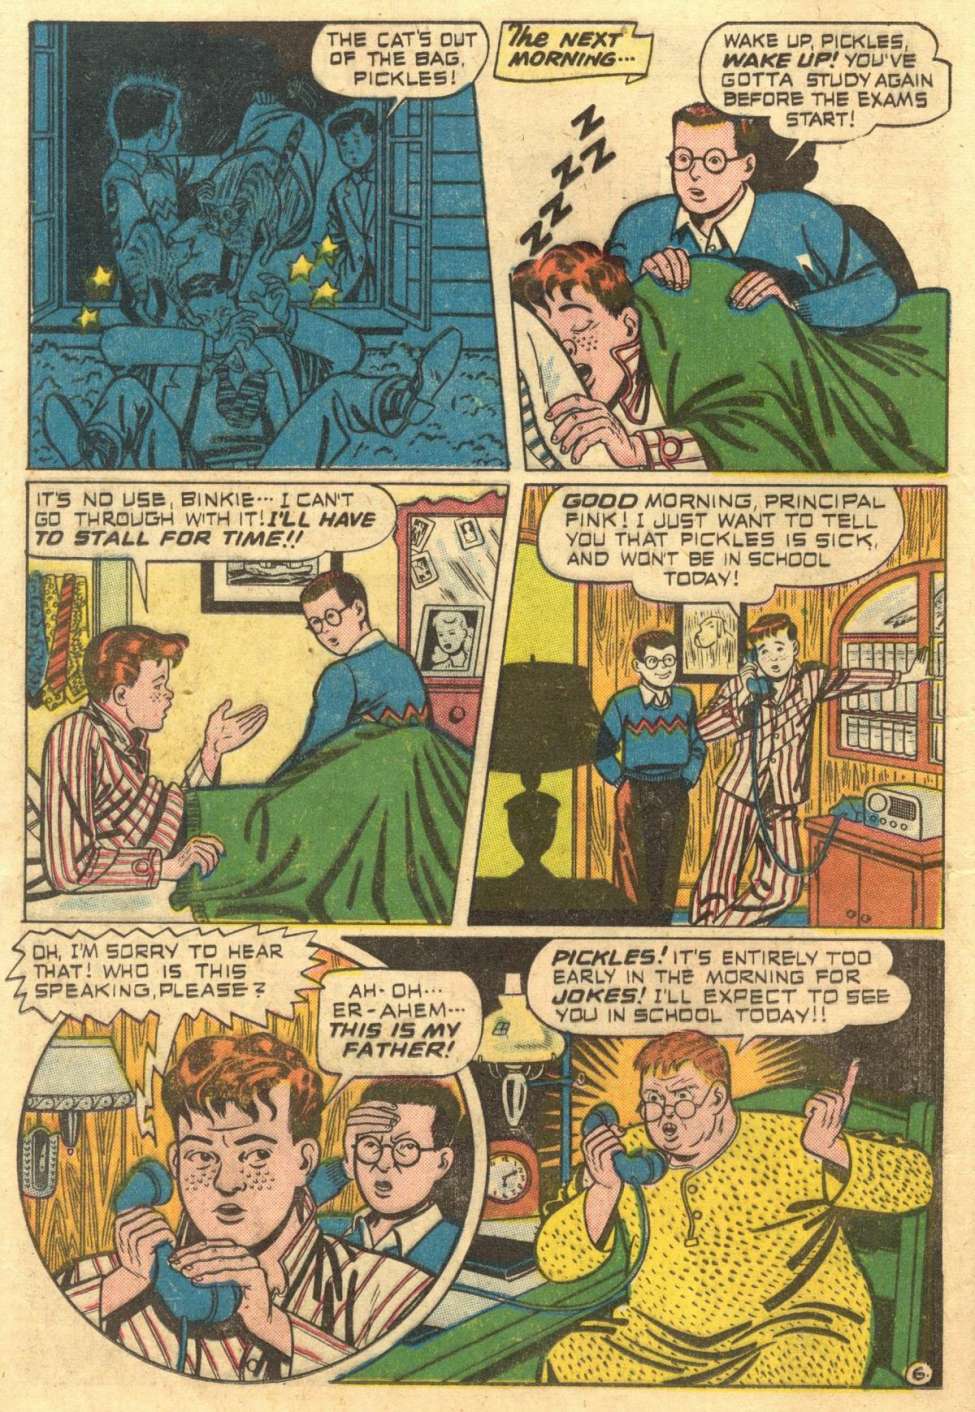 THE CAT'S OUT
OF THE BAG,
PICKLES!
The NEXT
MORNING...
WAKE UP, PICKLES,
WAKE UP! YOU'VE
GOTTA STUDY AGAIN
BEFORE THE EXAMS
START!
Z
ZZ
ZZ
ZZ
IT'S NO USE, BINKIE... I CAN'T
GO THROUGH WITH IT! I'LL HAVE
TO STALL FOR TIME!!
GOOD MORNING, PRINCIPAL
FINK! I JUST WANT TO TELL
YOU THAT PICKLES IS SICK,
AND WON'T BE IN SCHOOL
TODAY!
OH, I'M SORRY TO HEAR
THAT! WHO IS THIS
SPEAKING, PLEASE?
AH-OH...
ER-AHEM...
THIS IS MY
FATHER!
PICKLES! IT'S ENTIRELY TOO
EARLY IN THE MORNING FOR
JOKES! I'LL EXPECT TO SEE
YOU IN SCHOOL TODAY!!
6.